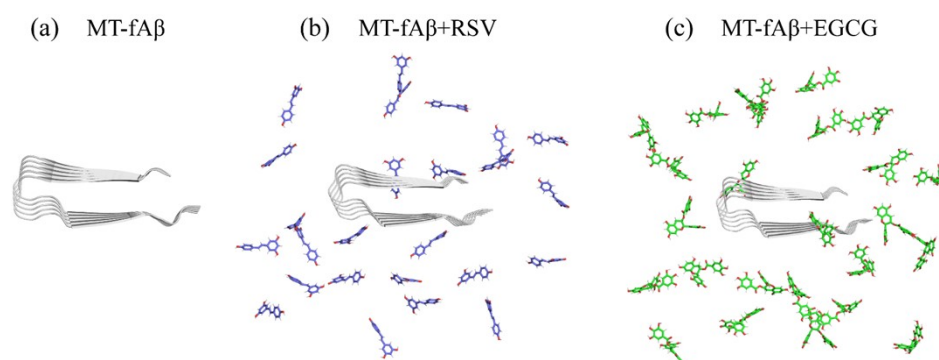 (a) MT-fAβ
(b) MT-fAβ+RSV
(c) MT-fAβ+EGCG